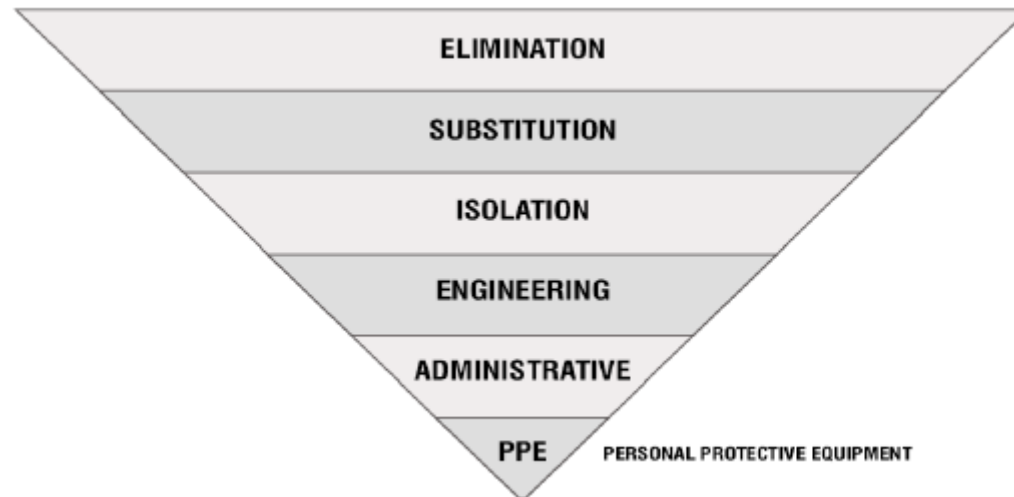 ELIMINATION
SUBSTITUTION
ISOLATION
ENGINEERING
ADMINISTRATIVE
PPE PERSONAL PROTECTIVE EQUIPMENT